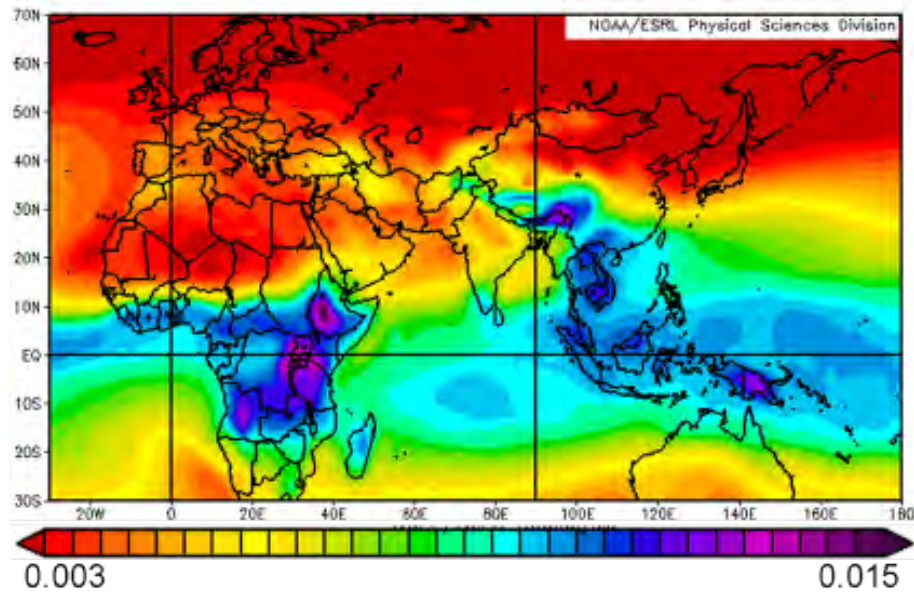 70N
NOAA/ESRL Physical Sciences Division
60N
50N
40N
30N
20N
10N
EQ
10S
20S
30S
20W 0 20E 40E 60E 80E 100E 120E 140E 160E 180
0.003 0.015